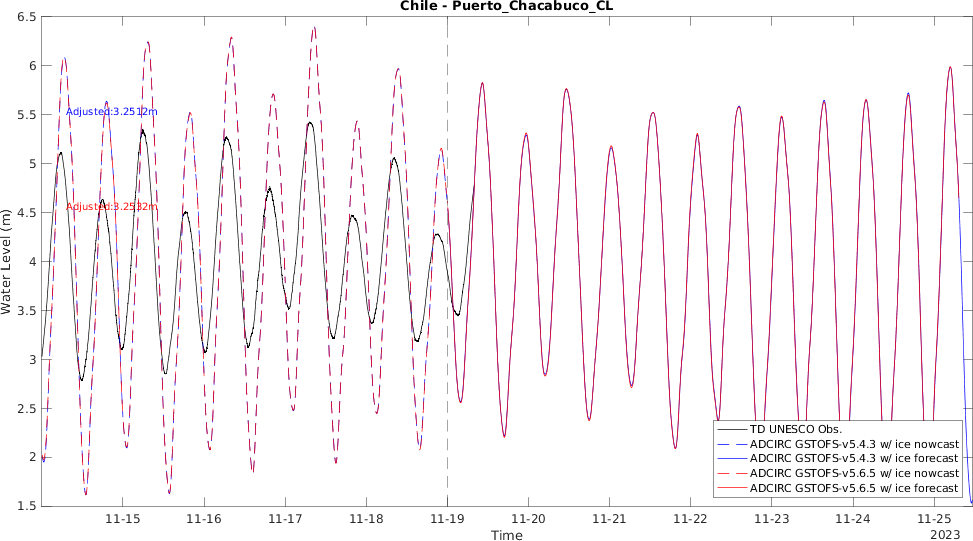 Chile - Puerto_Chacabuco_CL
6.5
6
5.5
5
4.5
4
3.5
3
2.5
2
1.5
Water Level (m)
Adjusted:3.2512m
Adjusted:3.2532m
TD UNESCO Obs.
ADCIRC GSTOFS-v5.4.3 w/ ice nowcast
ADCIRC GSTOFS-v5.4.3 w/ ice forecast
ADCIRC GSTOFS-v5.6.5 w/ ice nowcast
ADCIRC GSTOFS-v5.6.5 w/ ice forecast
11-15 11-16 11-17 11-18 11-19 11-20 11-21 11-22 11-23 11-24 11-25
2023
Time